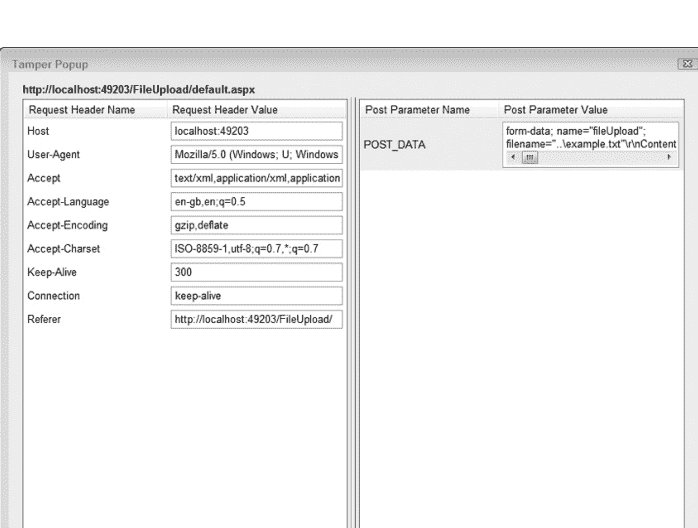 Tamper Popup
http://localhost:49203/FileUpload/default.aspx
Request Header Name Request Header Value
Host localhost:49203
User-Agent Mozilla/5.0 (Windows; U; Windows
Accept text/xml,application/xml,application
Accept-Language en-gb,en;q=0.5
Accept-Encoding gzip,deflate
Accept-Charset ISO-8859-1,utf-8;q=0.7,*;q=0.7
Keep-Alive 300
Connection keep-alive
Referer http://localhost:49203/FileUpload/
Post Parameter Name Post Parameter Value
POST_DATA
form-data; name="fileUpload";
filename="..\example.txt"\r\nContent